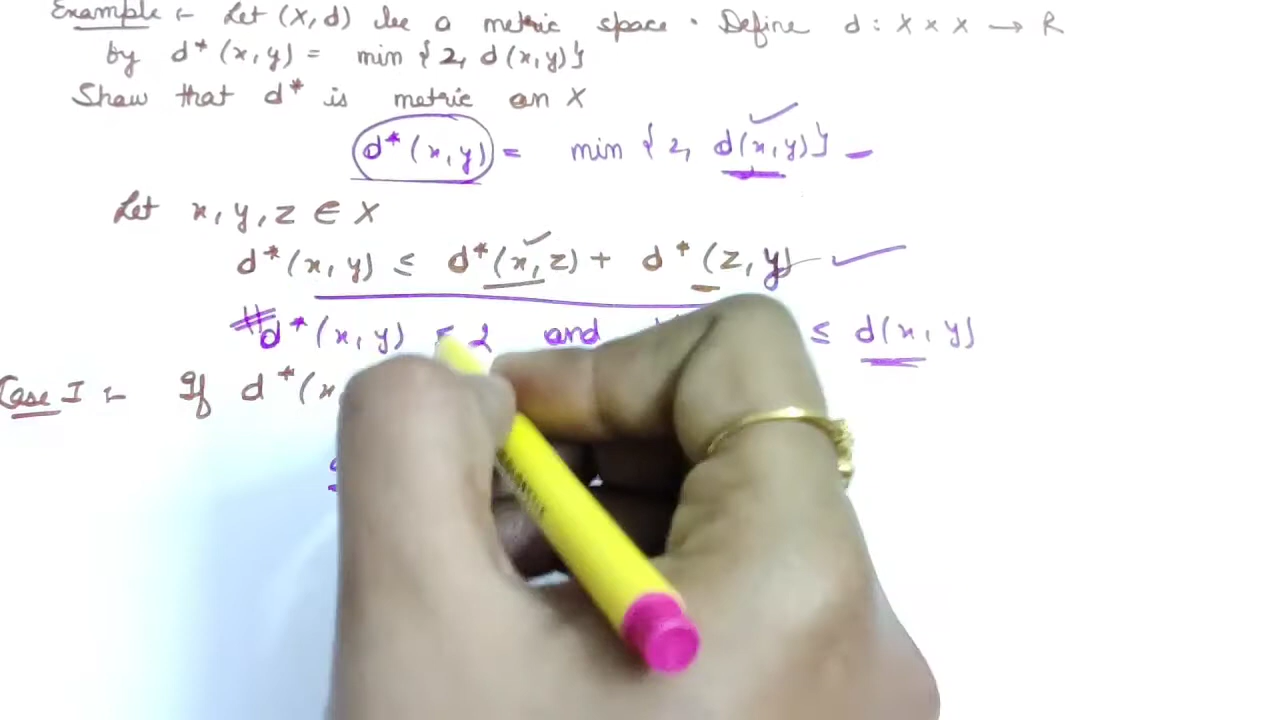 Example :- Let (X, d) be a metric space . Define d : X × X → R
by d* (x, y) = min { 2, d(x, y)}
Show that d* is metric on X
d* (x, y) = min { 2, d(x, y)}
Let x, y, z ∈ X
d* (x, y) ≤ d* (x, z) + d* (z, y)
# d* (x, y) ≤ 2 and ≤ d(x, y)
Case I :- If d* (x,